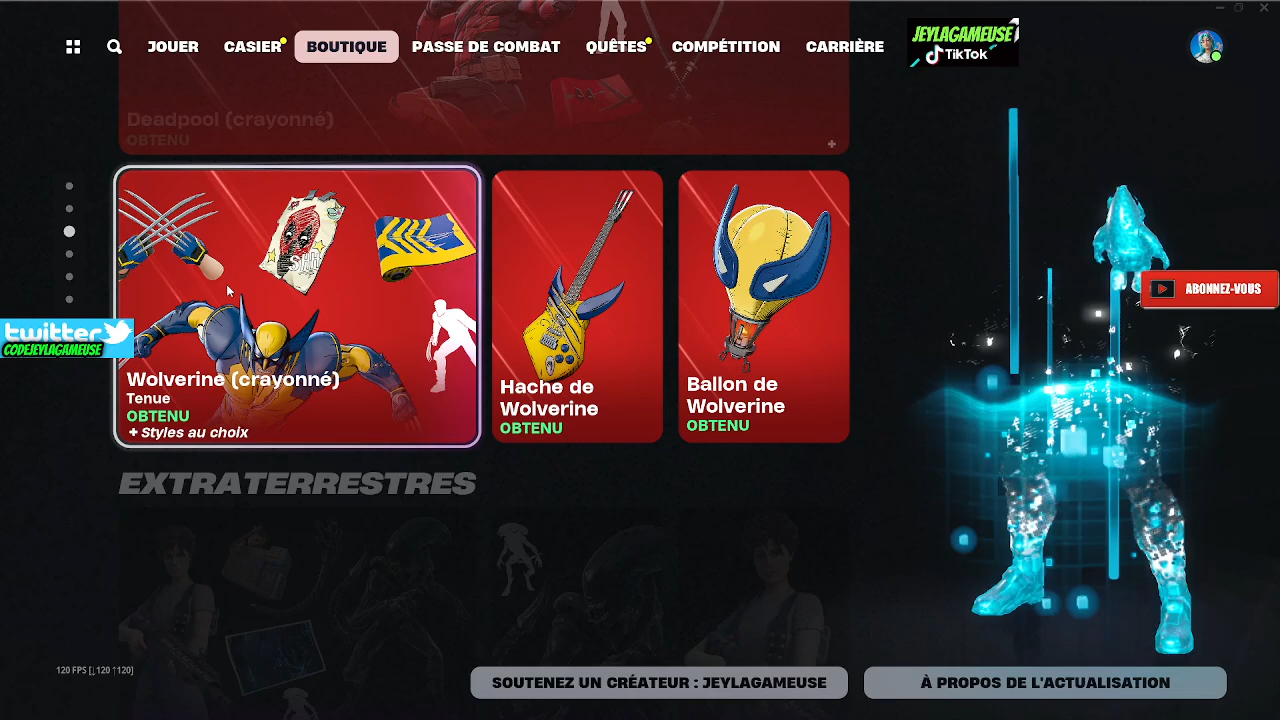 JOUER CASIER BOUTIQUE PASSE DE COMBAT QUÊTES COMPÉTITION CARRIÈRE
JEYLAGAMEUSE
TikTok
Deadpool (crayonné)
OBTENU
Wolverine (crayonné)
Tenue
OBTENU
+ Styles au choix
Hache de
Wolverine
OBTENU
Ballon de
Wolverine
OBTENU
ABONNEZ-VOUS
twitter
CODEJEYLAGAMEUSE
EXTRATERRESTRES
120 FPS [↓120 ↑120]
SOUTENEZ UN CRÉATEUR : JEYLAGAMEUSE
À PROPOS DE L'ACTUALISATION